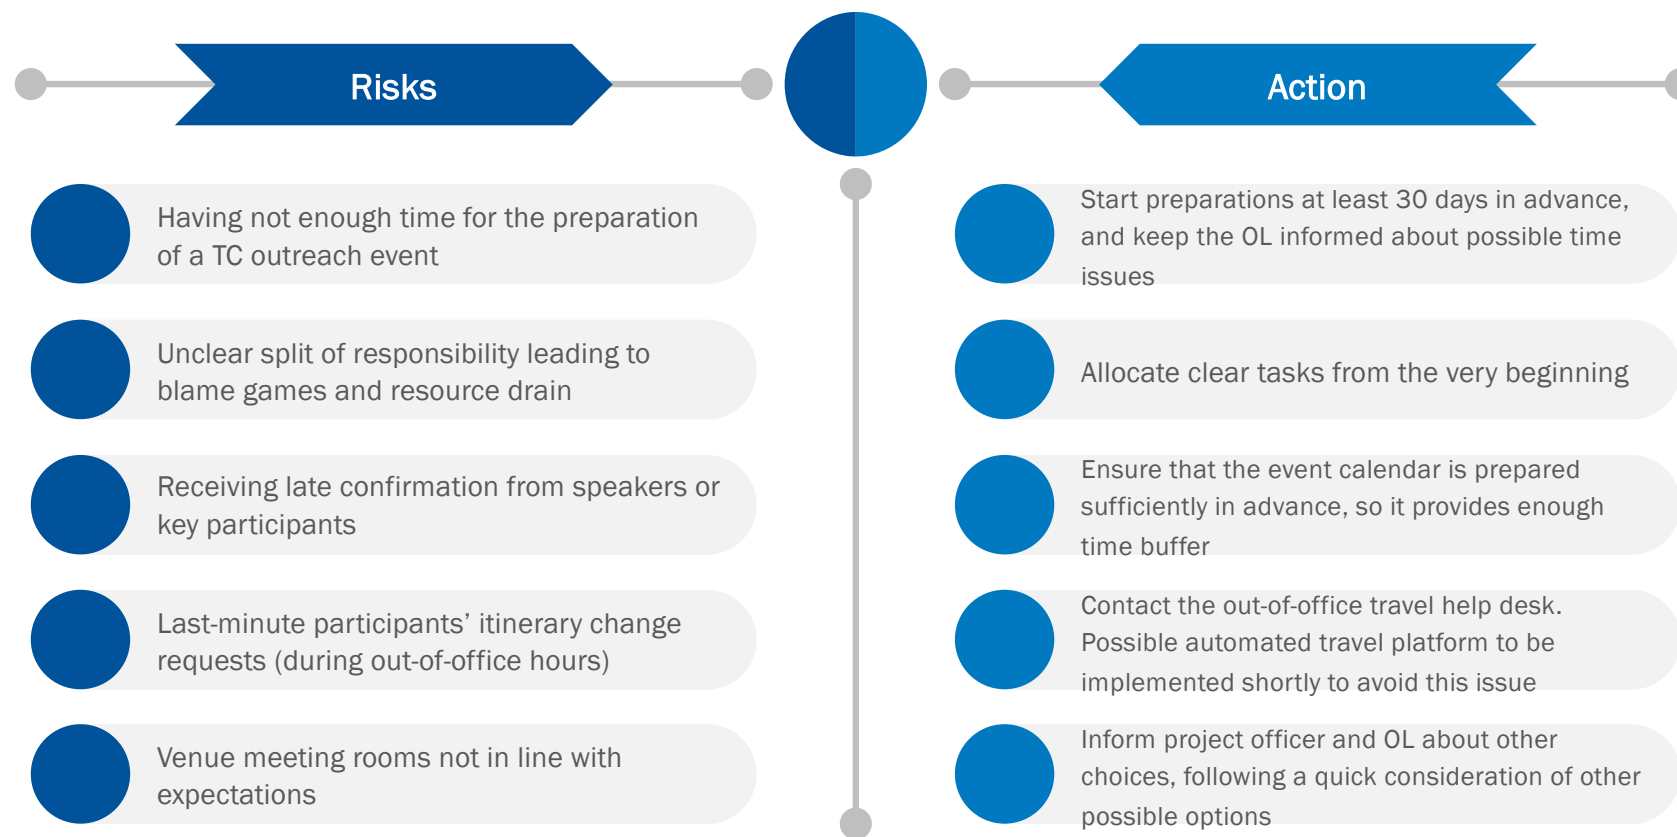 Risks
Having not enough time for the preparation
of a TC outreach event
Unclear split of responsibility leading to
blame games and resource drain
Receiving late confirmation from speakers or
key participants
Last-minute participants’ itinerary change
requests (during out-of-office hours)
Venue meeting rooms not in line with
expectations
Action
Start preparations at least 30 days in advance,
and keep the OL informed about possible time
issues
Allocate clear tasks from the very beginning
Ensure that the event calendar is prepared
sufficiently in advance, so it provides enough
time buffer
Contact the out-of-office travel help desk.
Possible automated travel platform to be
implemented shortly to avoid this issue
Inform project officer and OL about other
choices, following a quick consideration of other
possible options